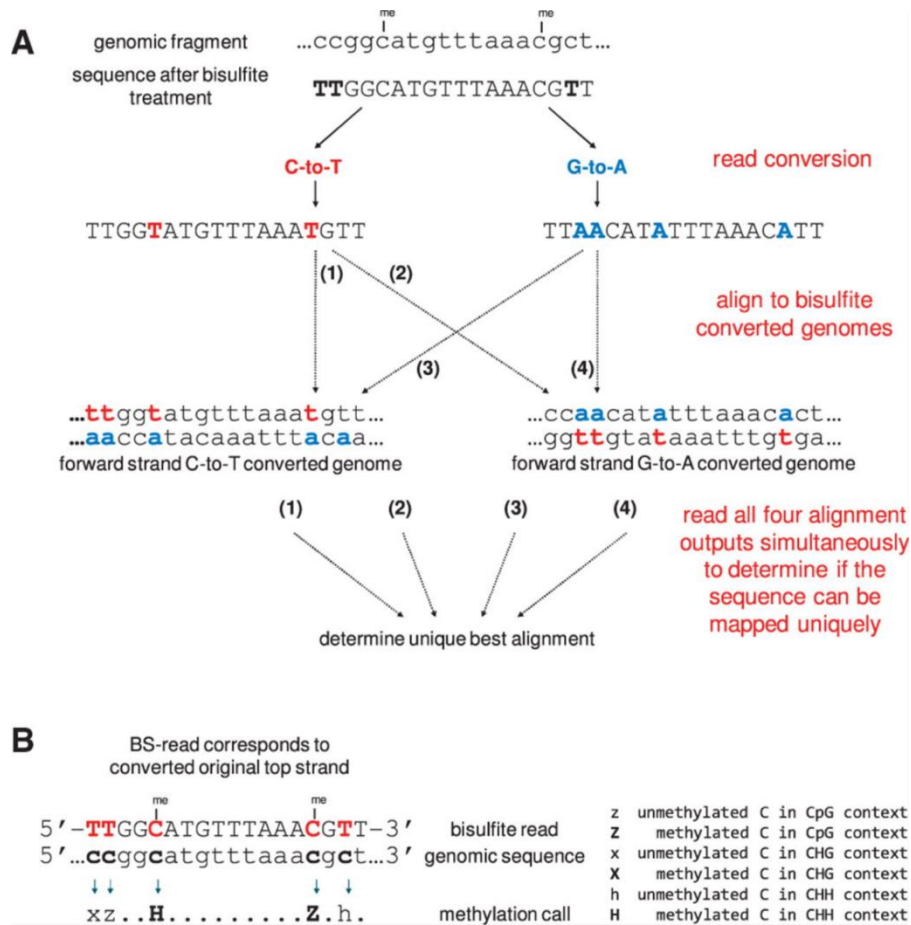 A
me me
genomic fragment …ccggcatgtttaaacgct…
sequence after bisulfite
treatment
TTGGCATGTTTAAACGTT
C-to-T G-to-A read conversion
TTGGTATGTTTAAATGTT TTAACATATTTAAACATT
(1) (2)
align to bisulfite
converted genomes
(3) (4)
…ttggtatgtttaaatgtt… …ccaacatatttaaacact…
…aaccatacaaatttacaa… …ggttgtataaatttgtga…
forward strand C-to-T converted genome forward strand G-to-A converted genome
(1) (2) (3) (4)
read all four alignment
outputs simultaneously
to determine if the
sequence can be
mapped uniquely
determine unique best alignment
B
BS-read corresponds to
converted original top strand
me me
5′-TTGGCATGTTTAAACGTT-3′ bisulfite read
5′…ccggcatgtttaaacgct…3′ genomic sequence
xz..H.........Z.h. methylation call
z unmethylated C in CpG context
Z methylated C in CpG context
x unmethylated C in CHG context
X methylated C in CHG context
h unmethylated C in CHH context
H methylated C in CHH context